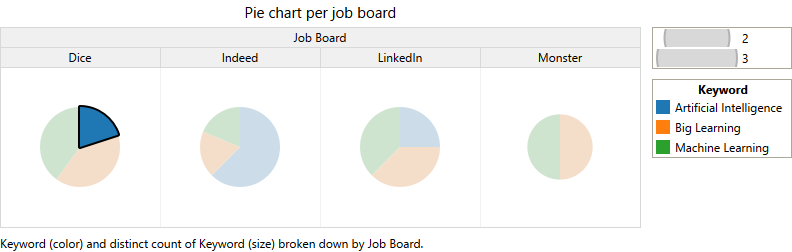 Pie chart per job board
Job Board
Dice Indeed LinkedIn Monster
2
3
Keyword
Artificial Intelligence
Big Learning
Machine Learning
Keyword (color) and distinct count of Keyword (size) broken down by Job Board.